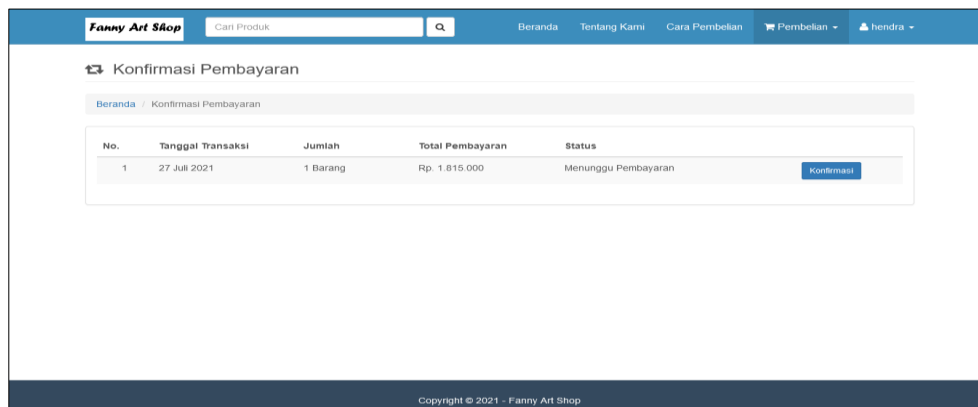 Fanny Art Shop Cari Produk Beranda Tentang Kami Cara Pembelian Pembelian hendra
Konfirmasi Pembayaran
Beranda / Konfirmasi Pembayaran
No. Tanggal Transaksi Jumlah Total Pembayaran Status
1 27 Juli 2021 1 Barang Rp. 1.815.000 Menunggu Pembayaran Konfirmasi
Copyright © 2021 - Fanny Art Shop